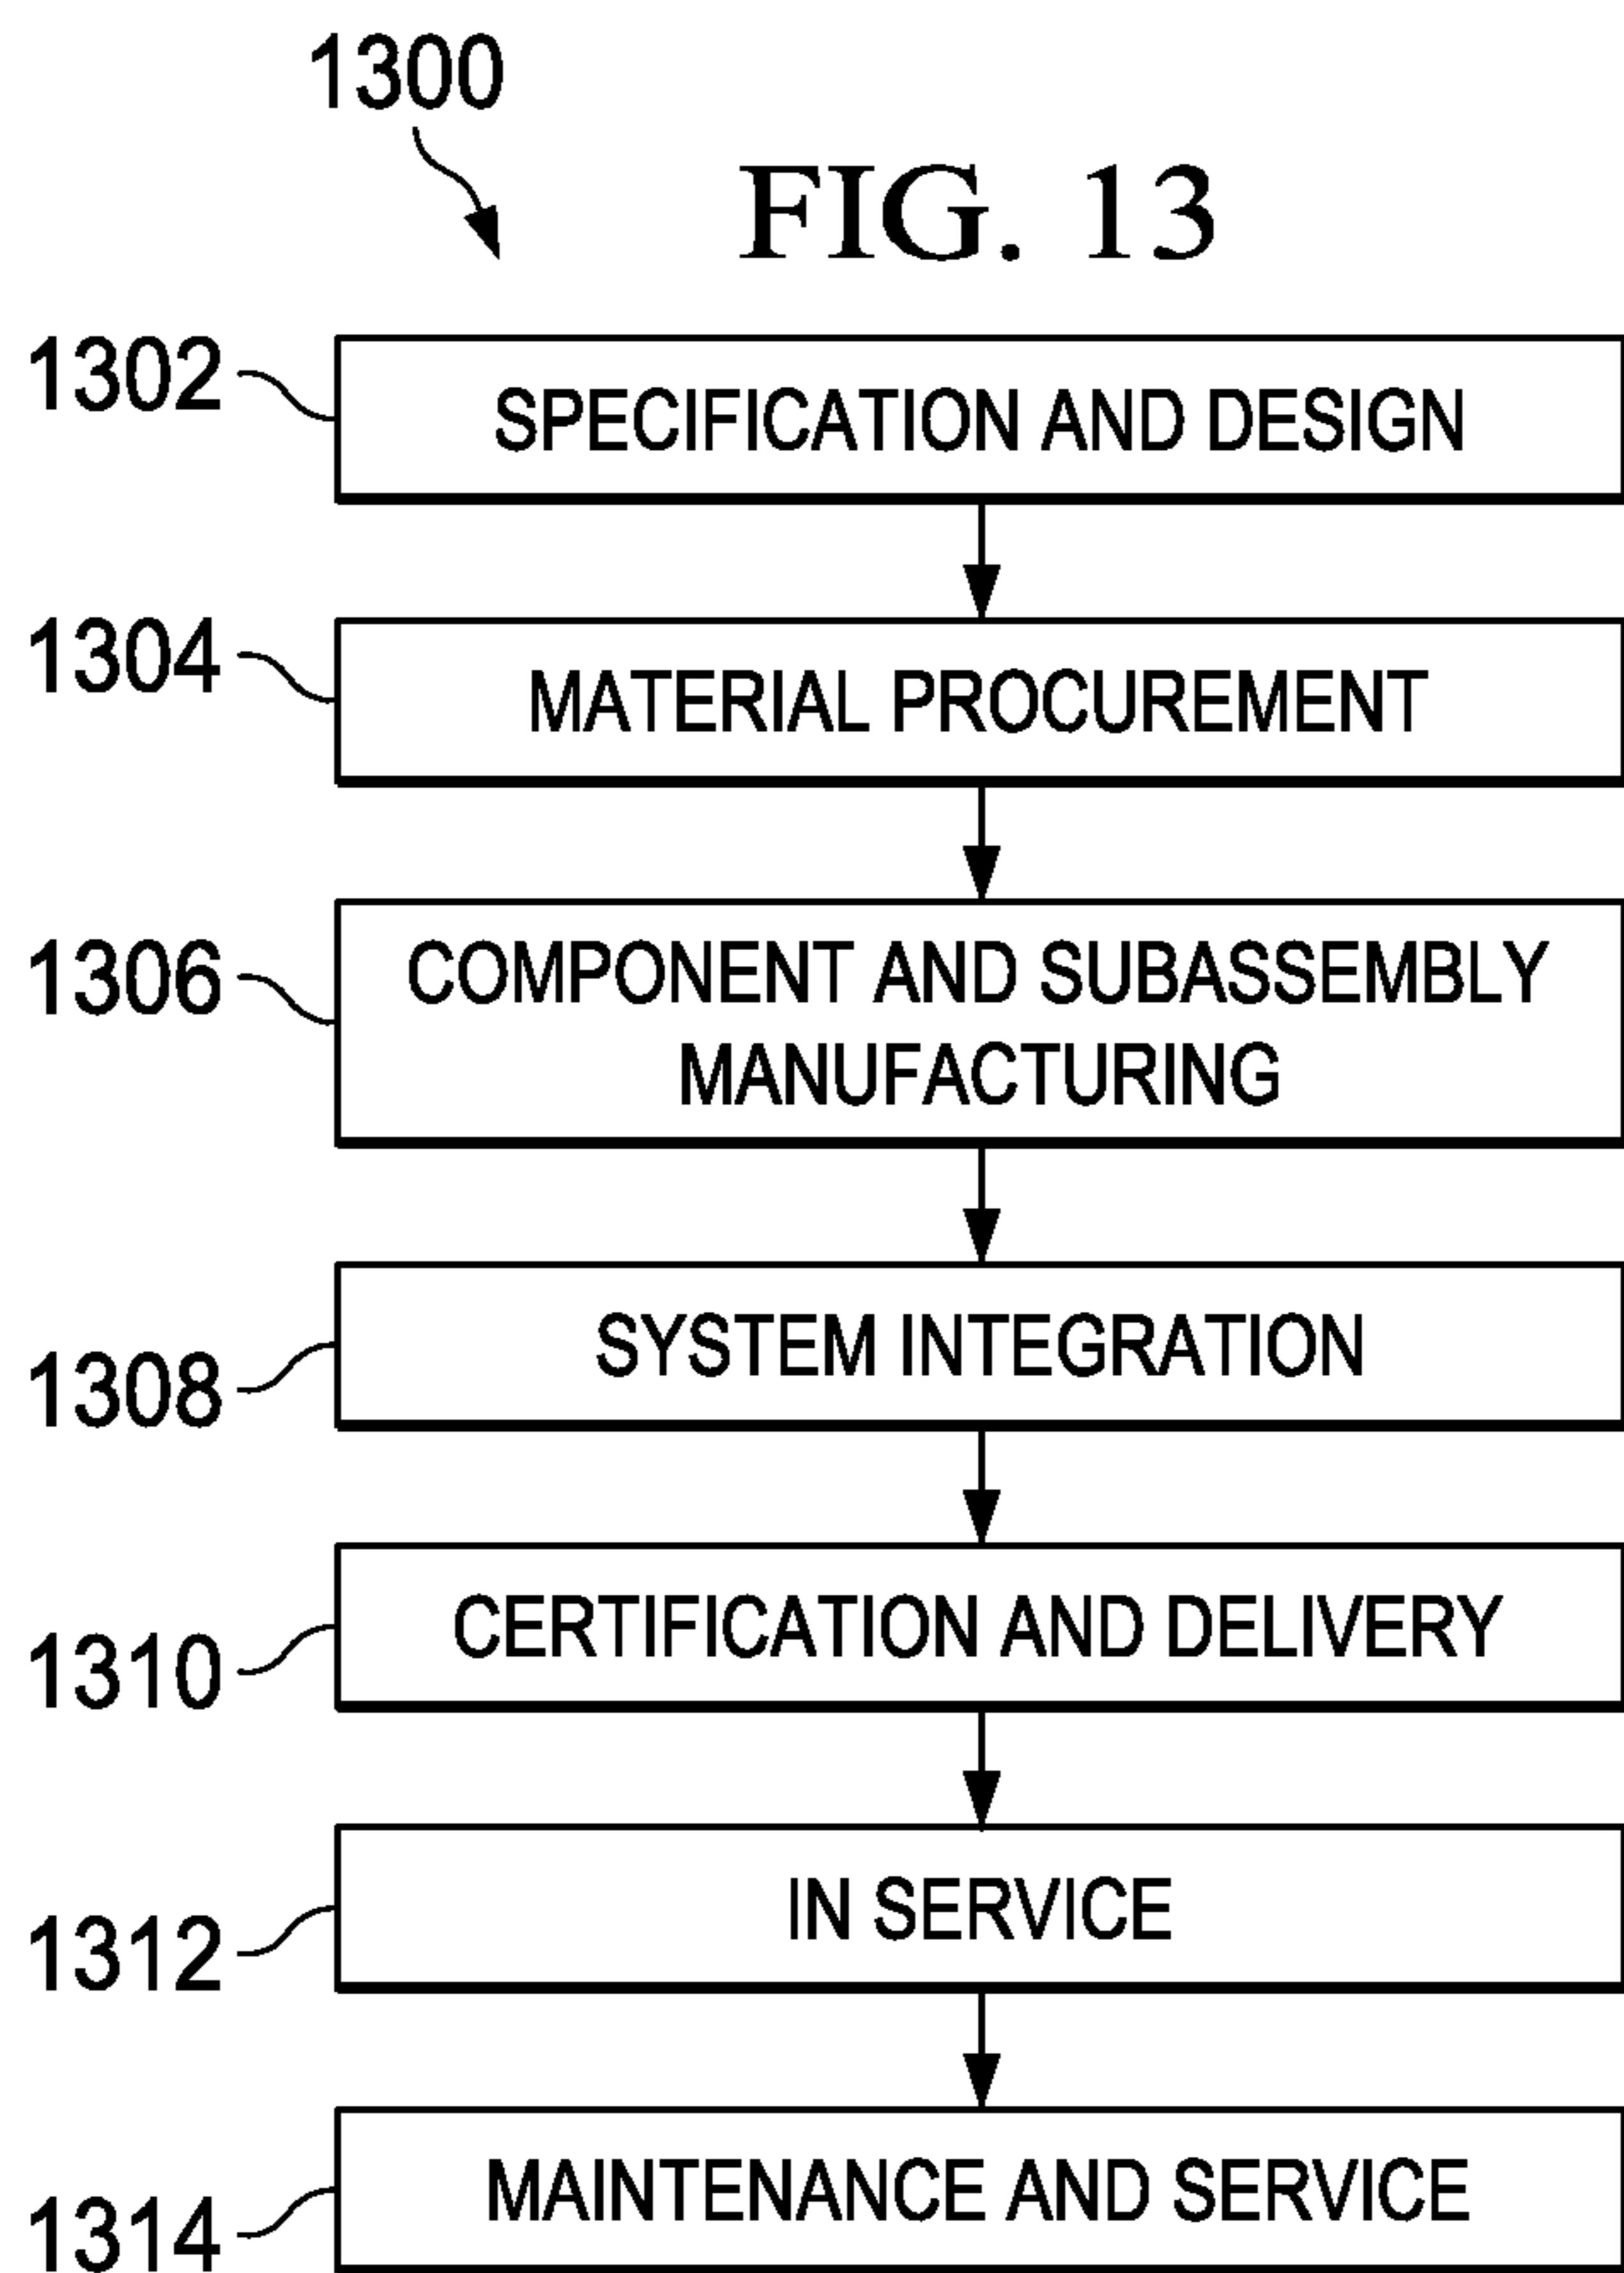 1300
FIG. 13
1302
SPECIFICATION AND DESIGN
1304
MATERIAL PROCUREMENT
1306
COMPONENT AND SUBASSEMBLY
MANUFACTURING
1308
SYSTEM INTEGRATION
1310
CERTIFICATION AND DELIVERY
1312
IN SERVICE
1314
MAINTENANCE AND SERVICE